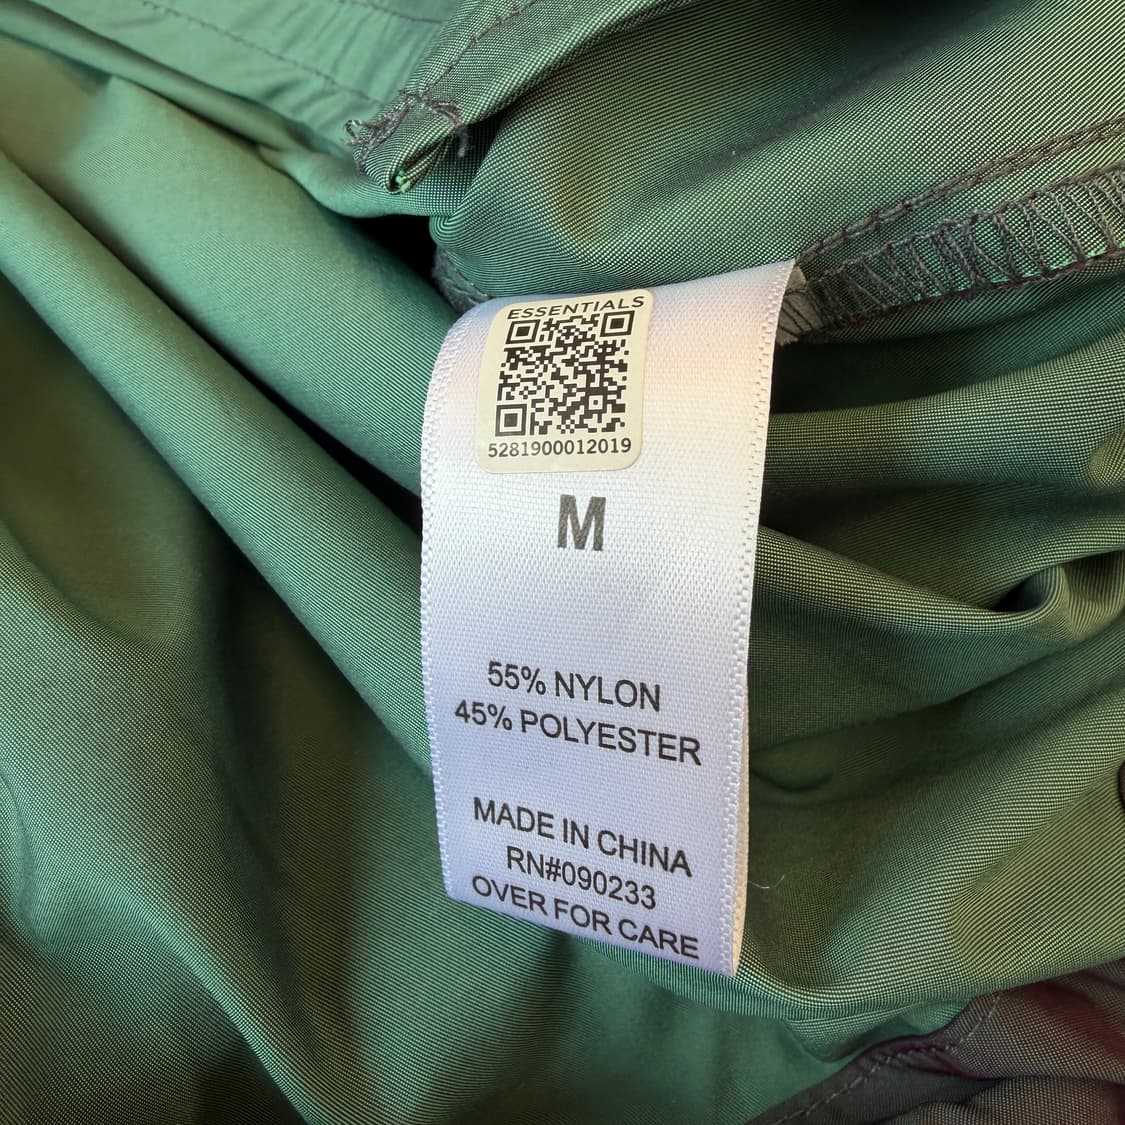 ESSENTIALS
5281900012019
M
55% NYLON
45% POLYESTER
MADE IN CHINA
RN#090233
OVER FOR CARE